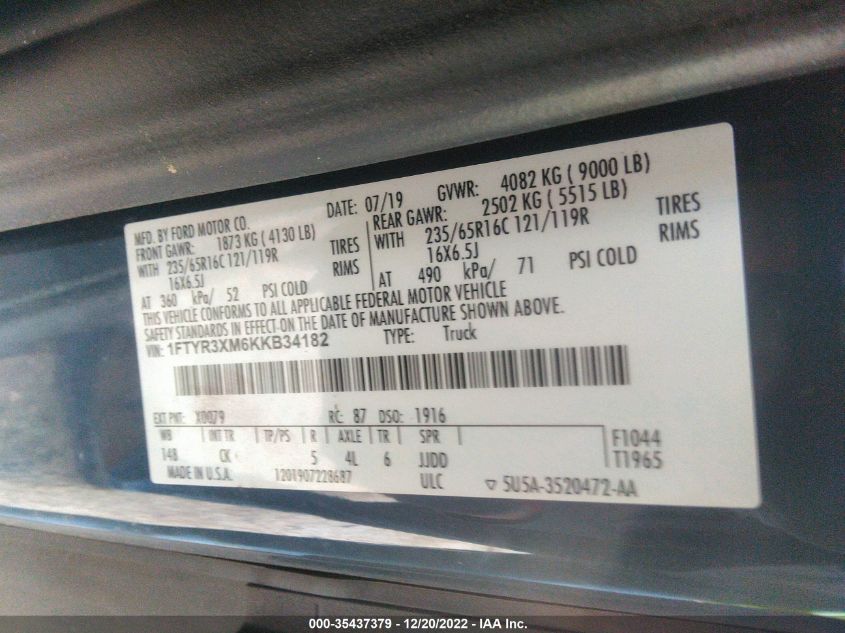 MFD. BY FORD MOTOR CO.
DATE: 07/19 GVWR: 4082 KG ( 9000 LB)
FRONT GAWR: 1873 KG ( 4130 LB)
WITH 235/65R16C 121/119R TIRES
16X6.5J RIMS
AT 360 kPa/ 52 PSI COLD
REAR GAWR: 2502 KG ( 5515 LB)
WITH 235/65R16C 121/119R TIRES
16X6.5J RIMS
AT 490 kPa/ 71 PSI COLD
THIS VEHICLE CONFORMS TO ALL APPLICABLE FEDERAL MOTOR VEHICLE
SAFETY STANDARDS IN EFFECT ON THE DATE OF MANUFACTURE SHOWN ABOVE.
VIN: 1FTYR3XM6KKB34182 TYPE: Truck
EXT PNT: X0079 RC: 87 DSO: 1916
WB INT TR TP/PS R AXLE TR SPR F1044
148 CK 5 4L 6 JJDD T1965
MADE IN U.S.A. 1201907228687 ULC 5U5A-3520472-AA
000-35437379 - 12/20/2022 - IAA Inc.